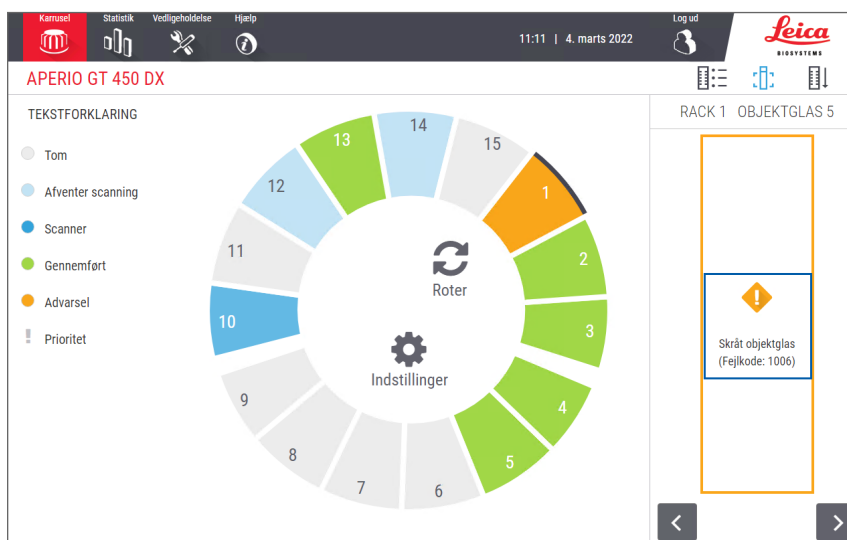 Karrusel
Statistik
Vedligeholdelse
Hjælp
11:11 | 4. marts 2022
Log ud
Leica
BIOSYSTEMS
APERIO GT 450 DX
TEKSTFORKLARING
Tom
Afventer scanning
Scanner
Gennemført
Advarsel
Prioritet
1
2
3
4
5
6
7
8
9
10
11
12
13
14
15
Roter
Indstillinger
RACK 1 OBJEKTGLAS 5
Skråt objektglas
(Fejlkode: 1006)